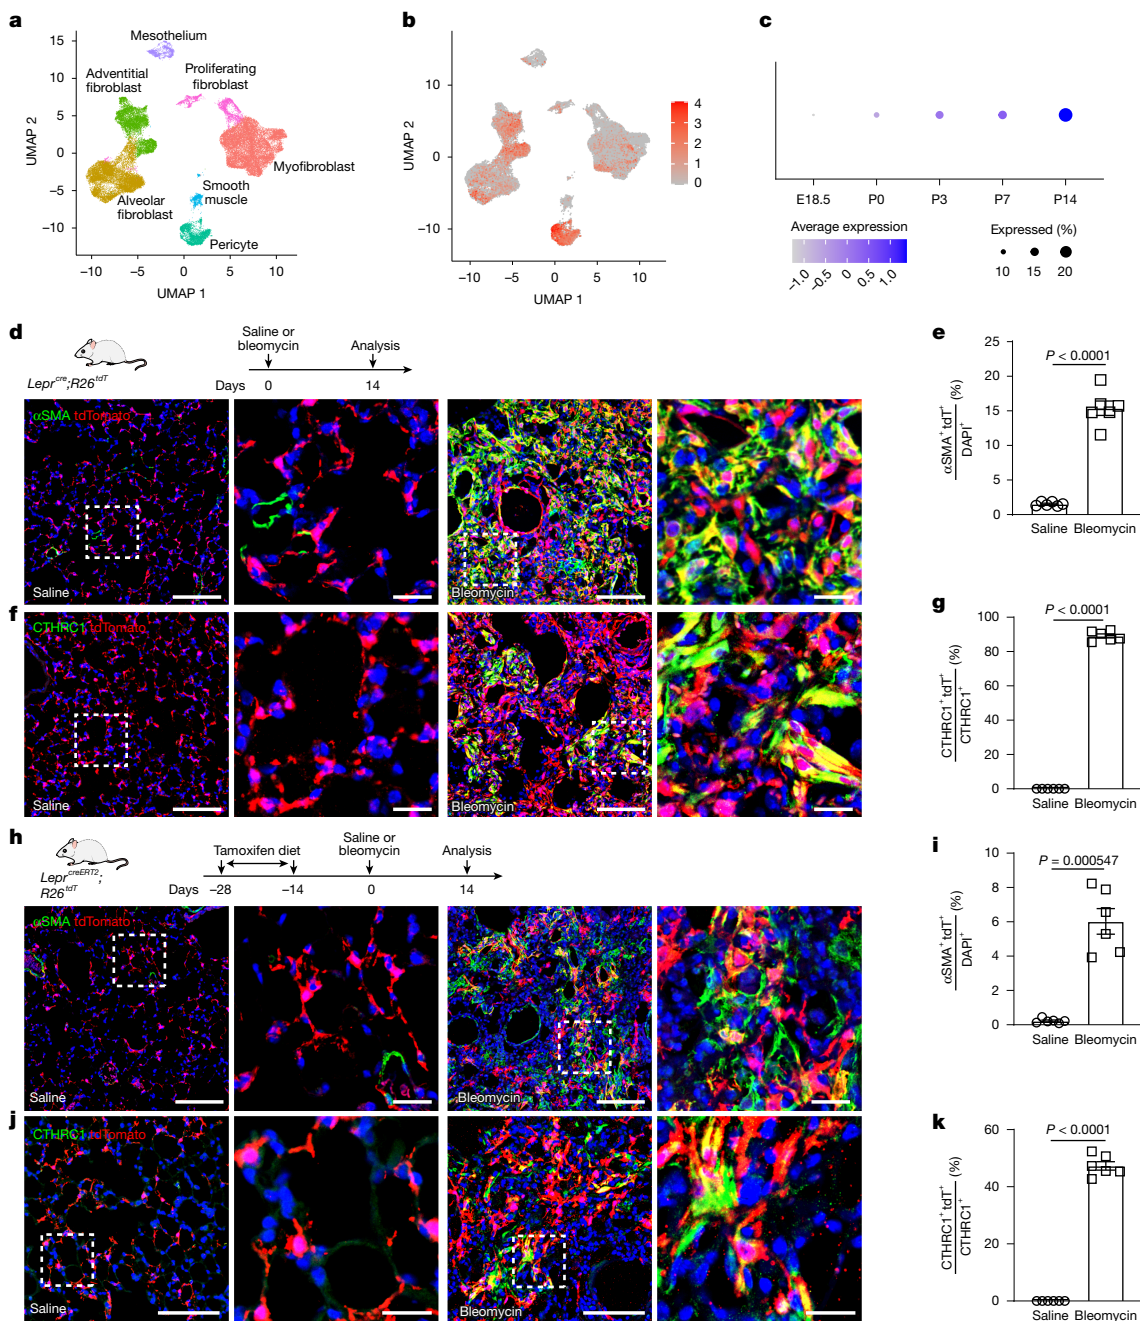 a
15
10
5
0
−5
−10
UMAP 2
−10
−5
0
5
10
UMAP 1
Mesothelium
Adventitial
fibroblast
Proliferating
fibroblast
Myofibroblast
Smooth
muscle
Alveolar
fibroblast
Pericyte
b
10
5
0
−5
−10
UMAP 2
−10
−5
0
5
10
UMAP 1
4
3
2
1
0
c
E18.5
P0
P3
P7
P14
Average expression
−1.0
−0.5
0
0.5
1.0
Expressed (%)
10
15
20
d
Lepr^cre;R26^tdT
Saline or
bleomycin
Analysis
Days
0
14
αSMA tdTomato
Saline
Bleomycin
e
25
20
15
10
5
0
αSMA⁺tdT⁺
DAPI⁺
(%)
P < 0.0001
Saline
Bleomycin
f
CTHRC1 tdTomato
Saline
Bleomycin
g
100
80
60
40
20
0
CTHRC1⁺tdT⁺
CTHRC1⁺
(%)
P < 0.0001
Saline Bleomycin
h
Lepr^creERT2;
R26^tdT
Tamoxifen diet
Saline or
bleomycin
Analysis
Days
−28
−14
0
14
αSMA tdTomato
Saline
Bleomycin
i
10
8
6
4
2
0
αSMA⁺tdT⁺
DAPI⁺
(%)
P = 0.000547
Saline Bleomycin
j
CTHRC1 tdTomato
Saline
Bleomycin
k
60
40
20
0
CTHRC1⁺tdT⁺
CTHRC1⁺
(%)
P < 0.0001
Saline Bleomycin